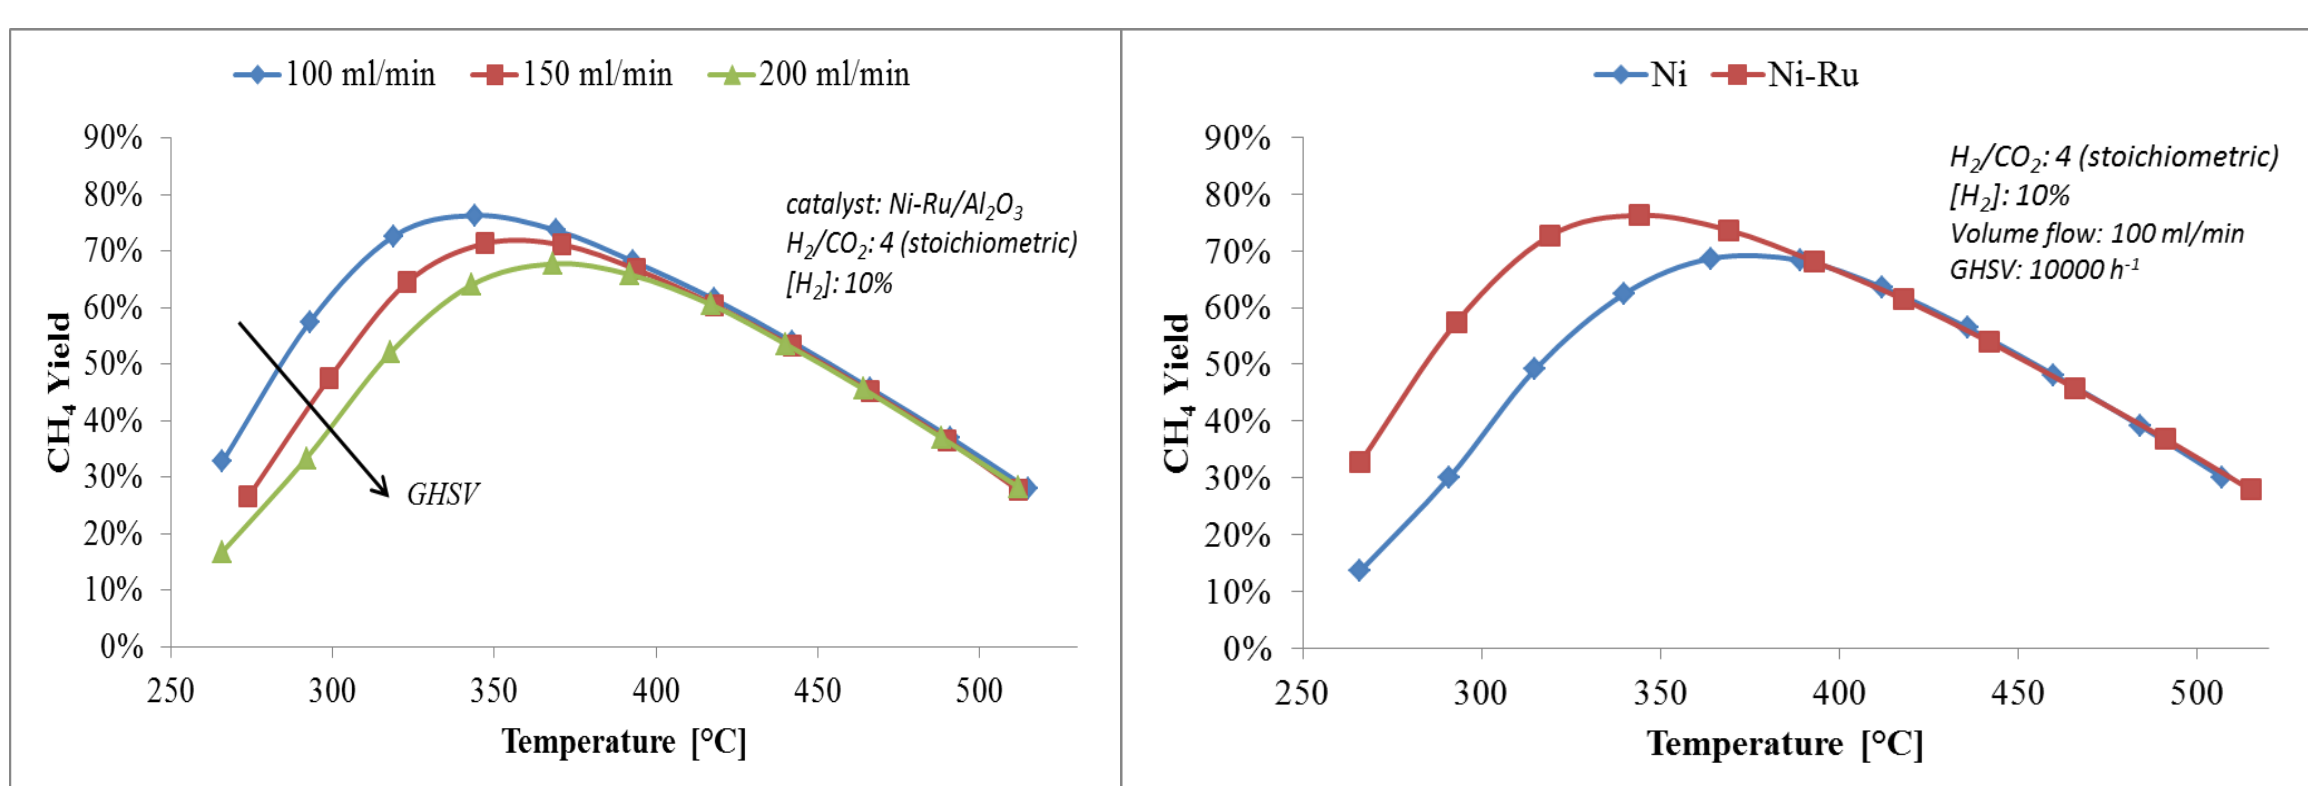 100 ml/min 150 ml/min 200 ml/min
90%
80%
70%
60%
50%
40%
30%
20%
10%
0%
CH4 Yield
catalyst: Ni-Ru/Al2O3
H2/CO2: 4 (stoichiometric)
[H2]: 10%
GHSV
250 300 350 400 450 500
Temperature [°C]
Ni Ni-Ru
90%
80%
70%
60%
50%
40%
30%
20%
10%
0%
CH4 Yield
H2/CO2: 4 (stoichiometric)
[H2]: 10%
Volume flow: 100 ml/min
GHSV: 10000 h-1
250 300 350 400 450 500
Temperature [°C]